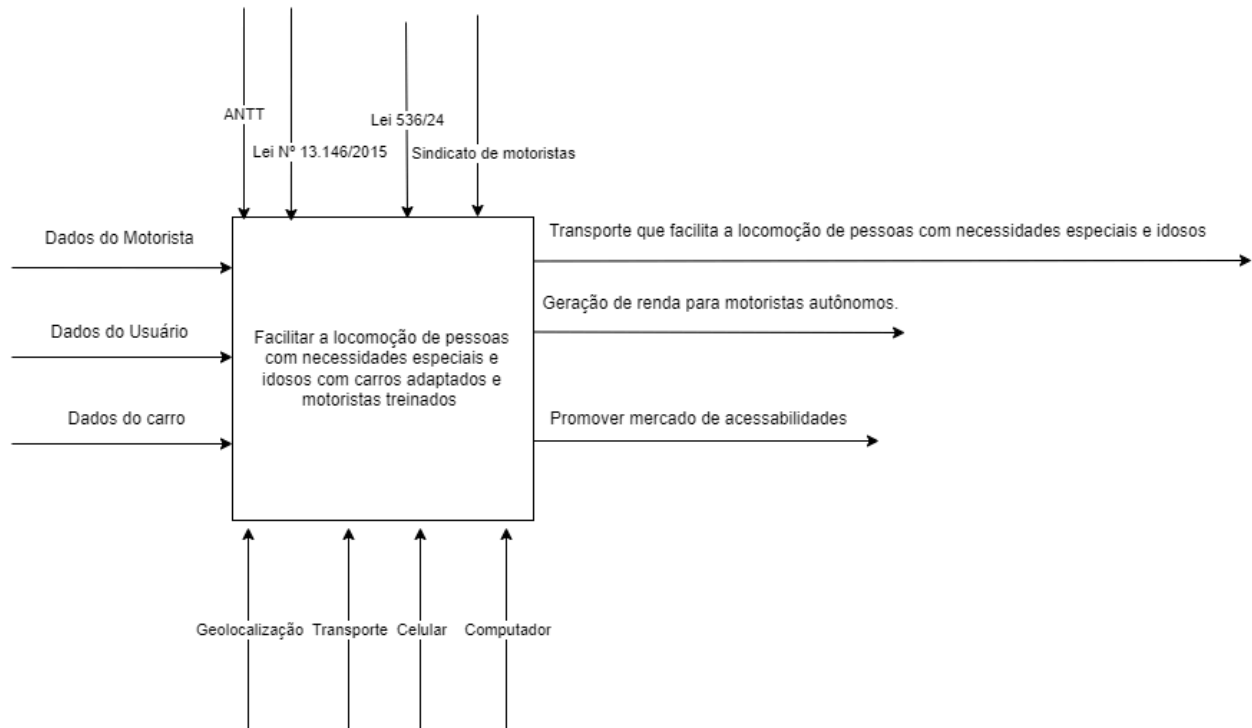 ANTT
Lei 536/24
Lei Nº 13.146/2015
Sindicato de motoristas
Dados do Motorista
Transporte que facilita a locomoção de pessoas com necessidades especiais e idosos
Geração de renda para motoristas autônomos.
Dados do Usuário
Facilitar a locomoção de pessoas
com necessidades especiais e
idosos com carros adaptados e
motoristas treinados
Dados do carro
Promover mercado de acessabilidades
Geolocalização
Transporte
Celular
Computador